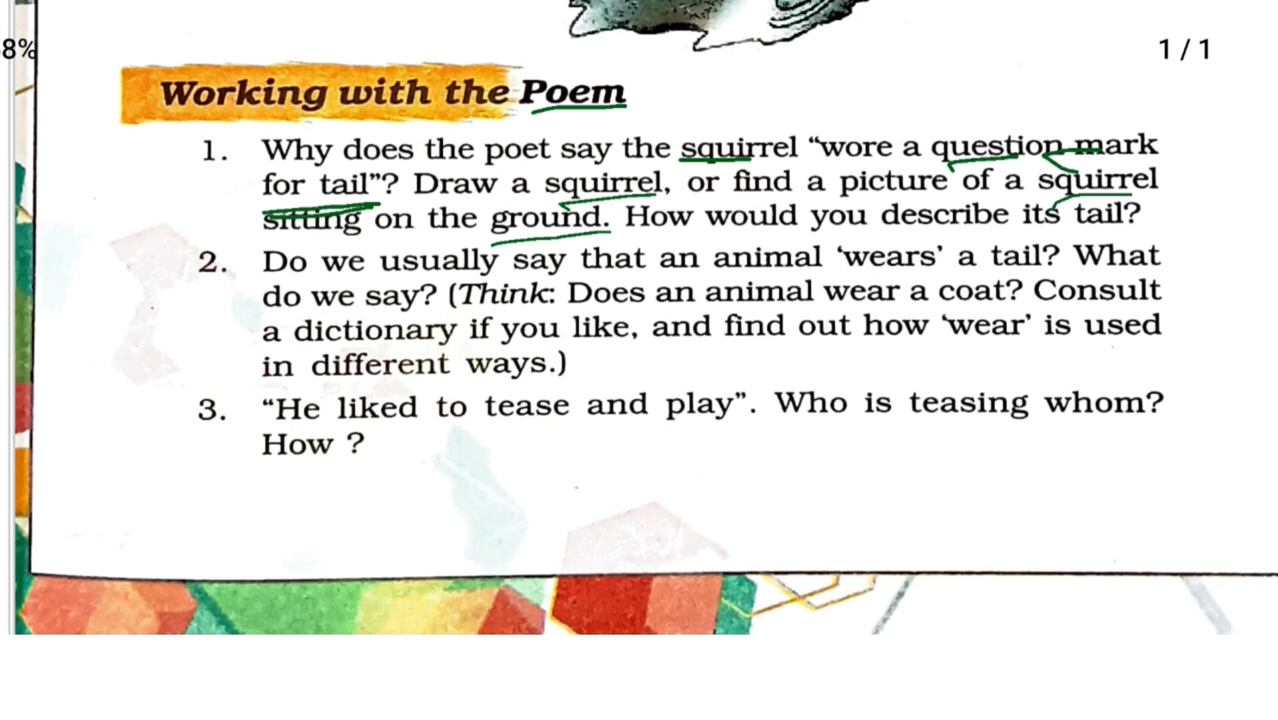 8%
1 / 1
Working with the Poem
1. Why does the poet say the squirrel “wore a question mark
for tail”? Draw a squirrel, or find a picture of a squirrel
sitting on the ground. How would you describe its tail?
2. Do we usually say that an animal ‘wears’ a tail? What
do we say? (Think: Does an animal wear a coat? Consult
a dictionary if you like, and find out how ‘wear’ is used
in different ways.)
3. “He liked to tease and play”. Who is teasing whom?
How ?